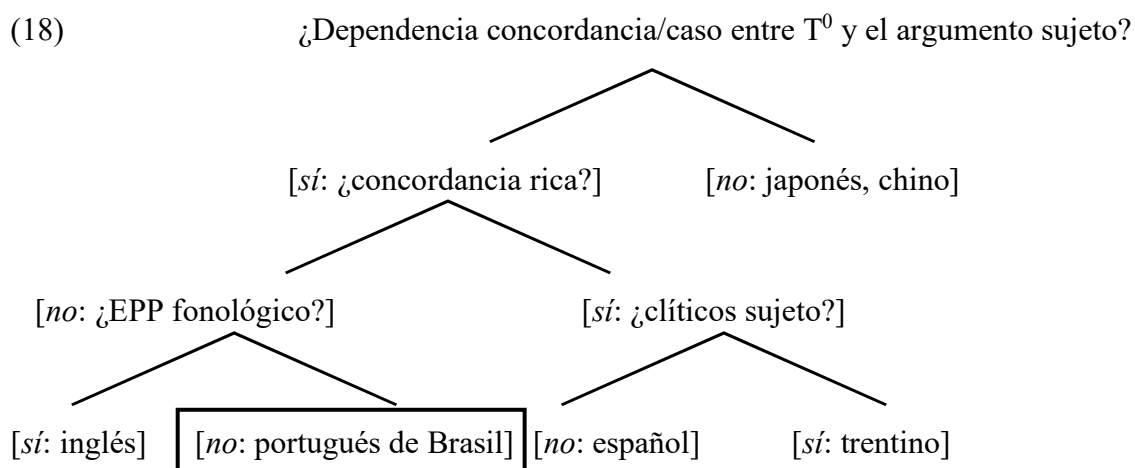 (18) ¿Dependencia concordancia/caso entre T⁰ y el argumento sujeto?
[sí: ¿concordancia rica?] [no: japonés, chino]
[no: ¿EPP fonológico?] [sí: ¿clíticos sujeto?]
[sí: inglés] [no: portugués de Brasil] [no: español] [sí: trentino]